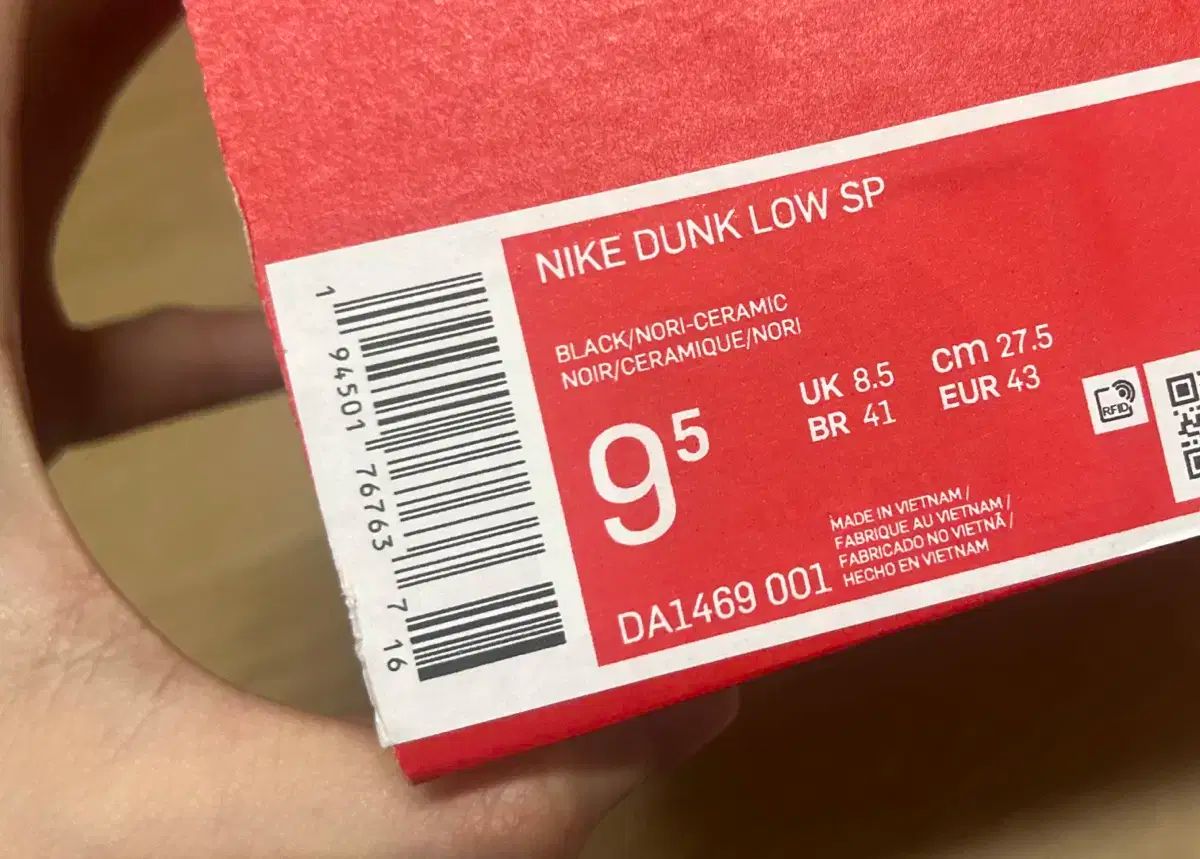 NIKE DUNK LOW SP
BLACK/NORI-CERAMIC
NOIR/CERAMIQUE/NORI
9⁵
UK 8.5
BR 41
cm 27.5
EUR 43
RFID
DA1469 001
MADE IN VIETNAM /
FABRIQUE AU VIETNAM /
FABRICADO NO VIETNÃ /
HECHO EN VIETNAM
1 94501 76763 7 16